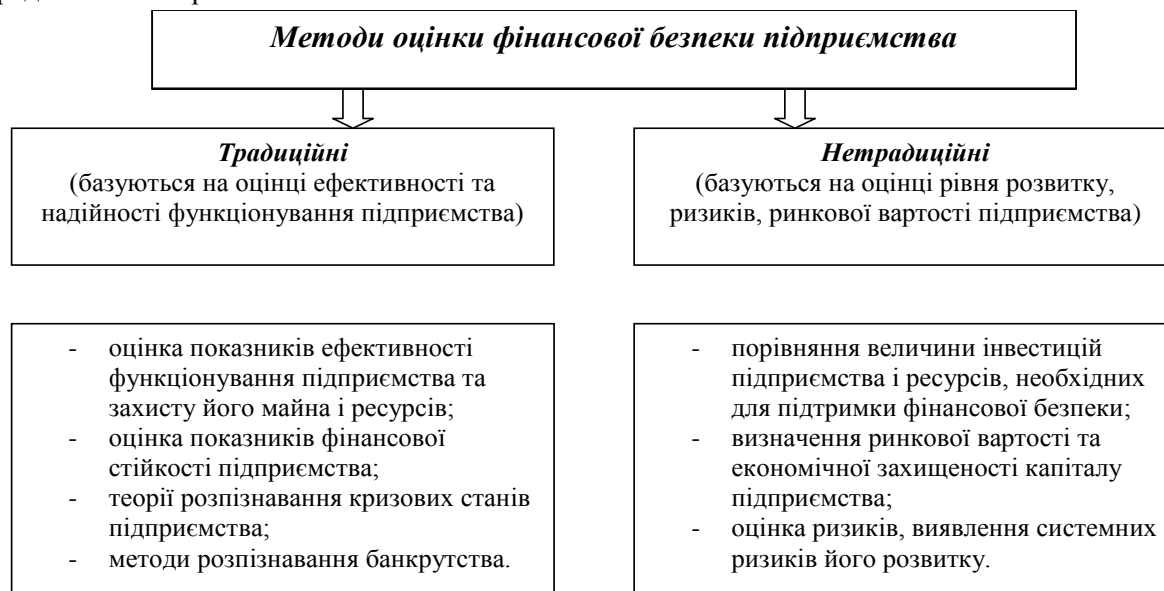 Методи оцінки фінансової безпеки підприємства
Традиційні
(базуються на оцінці ефективності та
надійності функціонування підприємства)
Нетрадиційні
(базуються на оцінці рівня розвитку,
ризиків, ринкової вартості підприємства)
- оцінка показників ефективності
функціонування підприємства та
захисту його майна і ресурсів;
- оцінка показників фінансової
стійкості підприємства;
- теорії розпізнавання кризових станів
підприємства;
- методи розпізнавання банкрутства.
- порівняння величини інвестицій
підприємства і ресурсів, необхідних
для підтримки фінансової безпеки;
- визначення ринкової вартості та
економічної захищеності капіталу
підприємства;
- оцінка ризиків, виявлення системних
ризиків його розвитку.